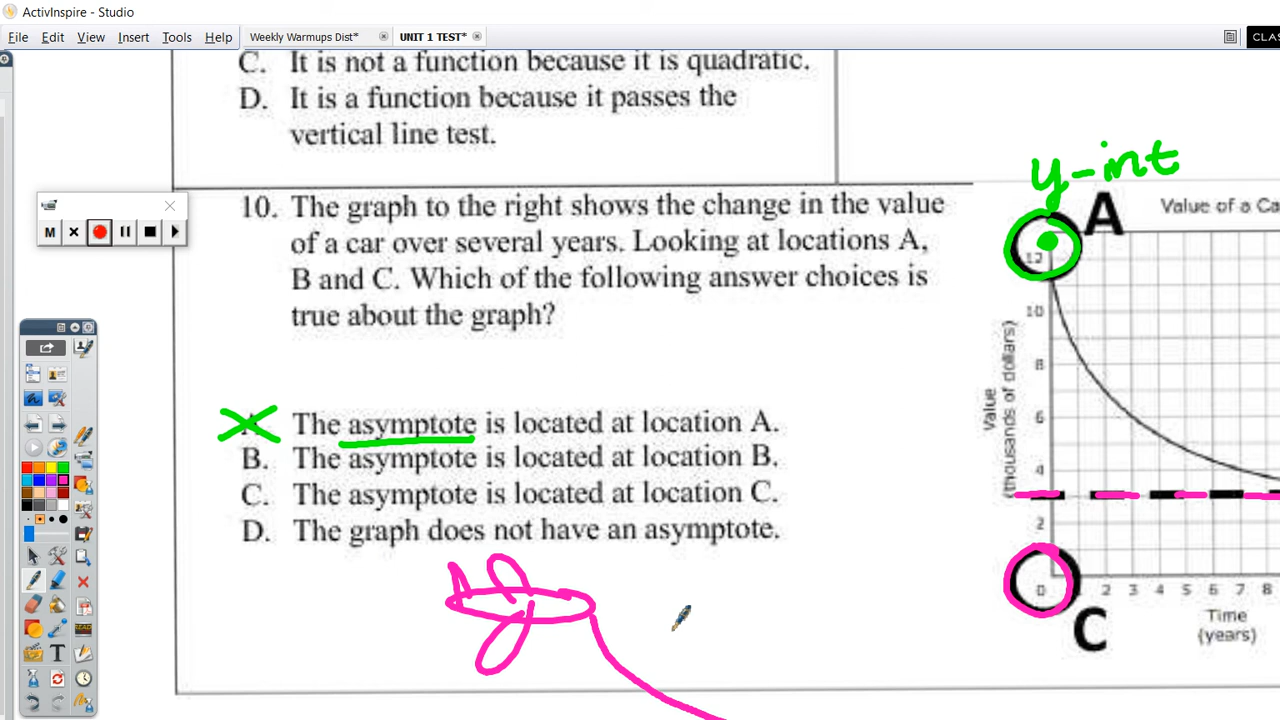 ActivInspire - Studio
File Edit View Insert Tools Help Weekly Warmups Dist* UNIT 1 TEST* CLAS
C. It is not a function because it is quadratic.
D. It is a function because it passes the
vertical line test.
M
10. The graph to the right shows the change in the value
of a car over several years. Looking at locations A,
B and C. Which of the following answer choices is
true about the graph?
The asymptote is located at location A.
B. The asymptote is located at location B.
C. The asymptote is located at location C.
D. The graph does not have an asymptote.
y-int
A
Value of a Ca
12
10
8
6
4
2
0 2 3 4 5 6 7 8
Value
(thousands of dollars)
Time
(years)
C